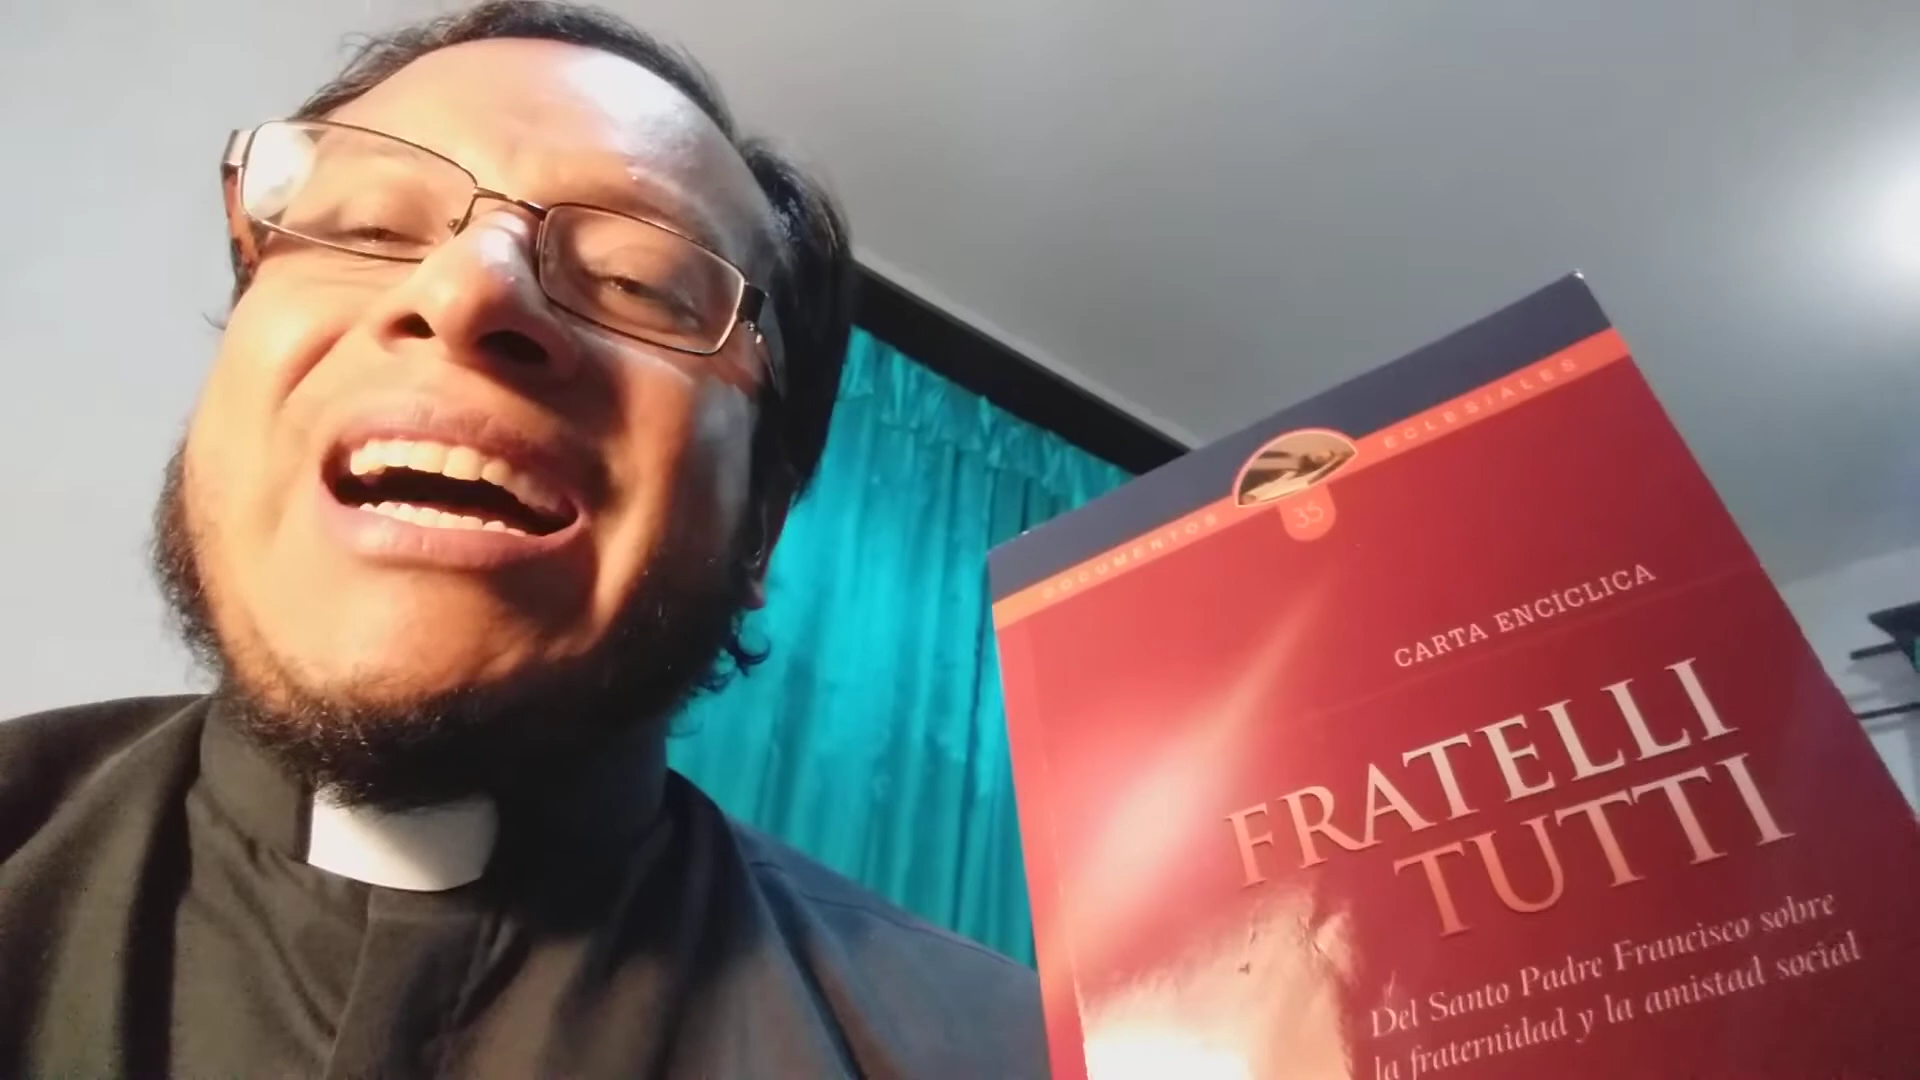 DOCUMENTOS ECLESIALES
35
CARTA ENCÍCLICA
FRATELLI
TUTTI
Del Santo Padre Francisco sobre
la fraternidad y la amistad social